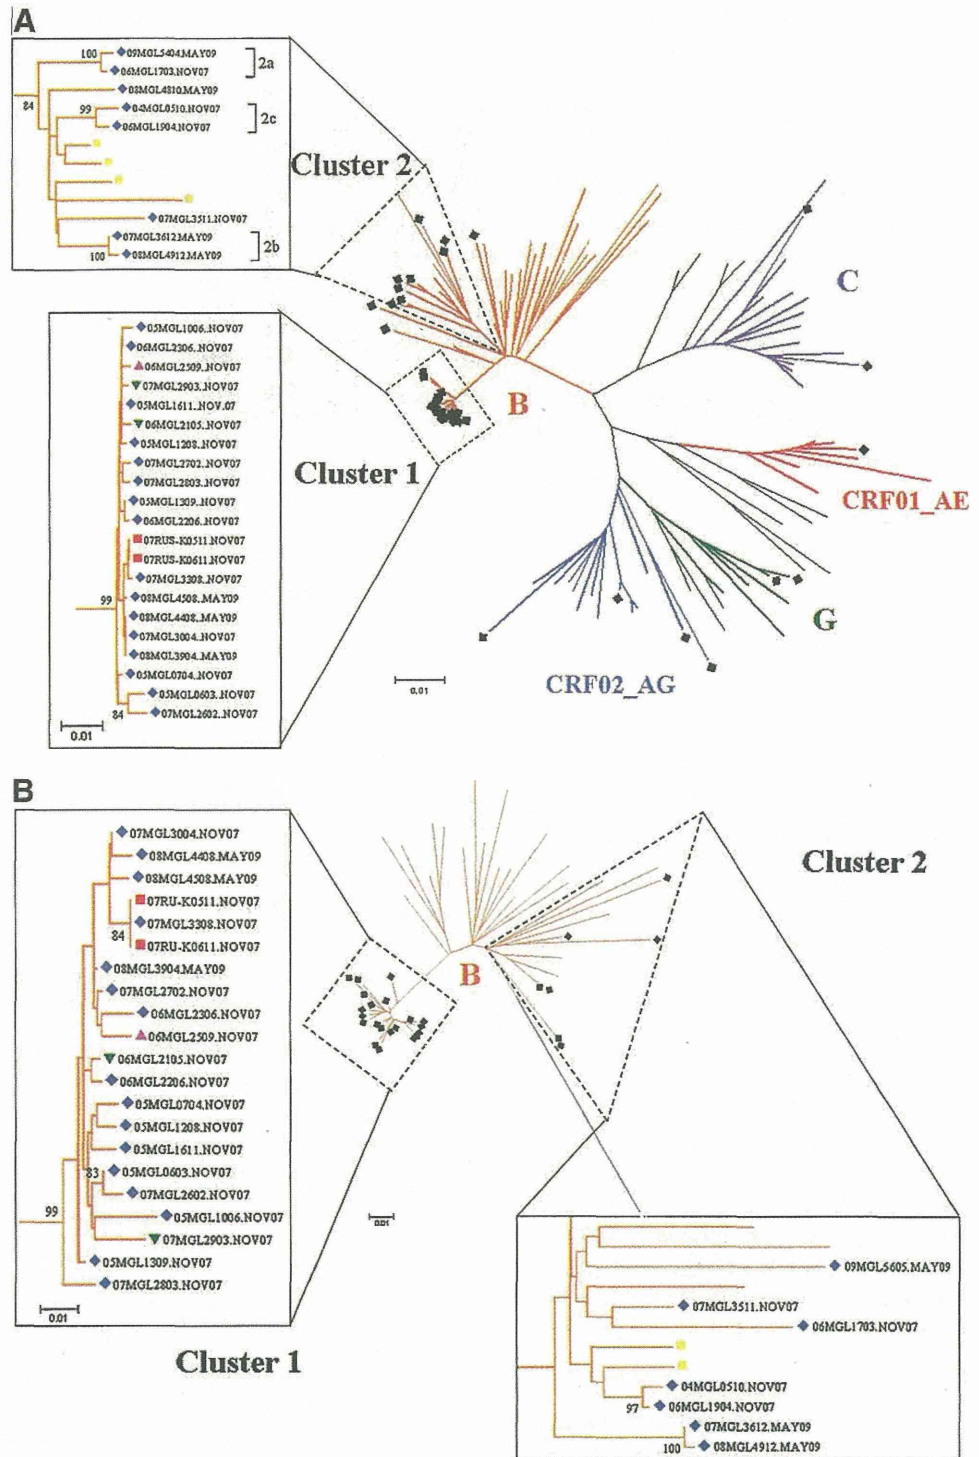 A
100
09MGL5404.MAY09
06MGL1703.NOV07
2a
84
08MGL4810.MAY09
99
04MGL0510.NOV07
06MGL1904.NOV07
2c
07MGL3511.NOV07
07MGL3612.MAY09
100
08MGL4912.MAY09
2b
Cluster 2
05MGL1006.NOV07
06MGL2306.NOV07
06MGL2509.NOV07
07MGL2903.NOV07
05MGL1611.NOV.07
06MGL2105.NOV07
05MGL1208.NOV07
07MGL2702.NOV07
07MGL2803.NOV07
05MGL1309.NOV07
06MGL2206.NOV07
07RUS-K0511.NOV07
07RUS-K0611.NOV07
07MGL3308.NOV07
99
08MGL4508.MAY09
08MGL4408.MAY09
07MGL3004.NOV07
08MGL3904.MAY09
05MGL0704.NOV07
05MGL0603.NOV07
84
07MGL2602.NOV07
0.01
Cluster 1
B
C
CRF01_AE
G
CRF02_AG
0.01
B
07MGL3004.NOV07
08MGL4408.MAY09
08MGL4508.MAY09
07RU-K0511.NOV07
07MGL3308.NOV07
84
07RU-K0611.NOV07
08MGL3904.MAY09
07MGL2702.NOV07
06MGL2306.NOV07
06MGL2509.NOV07
06MGL2105.NOV07
06MGL2206.NOV07
05MGL0704.NOV07
05MGL1208.NOV07
05MGL1611.NOV07
83
05MGL0603.NOV07
07MGL2602.NOV07
99
05MGL1006.NOV07
07MGL2903.NOV07
05MGL1309.NOV07
07MGL2803.NOV07
0.01
Cluster 1
B
0.01
Cluster 2
09MGL5605.MAY09
07MGL3511.NOV07
06MGL1703.NOV07
04MGL0510.NOV07
97
06MGL1904.NOV07
07MGL3612.MAY09
100
08MGL4912.MAY09